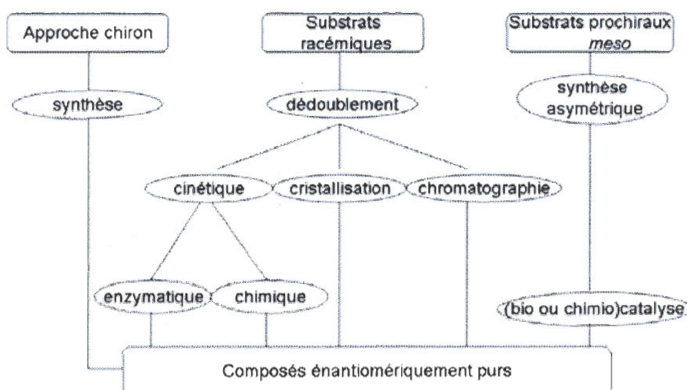 Approche chiron
Substrats
racémiques
Substrats prochiraux
meso
synthèse
dédoublement
synthèse
asymétrique
cinétique
cristallisation
chromatographie
enzymatique
chimique
(bio ou chimio)catalyse
Composés énantiomériquement purs